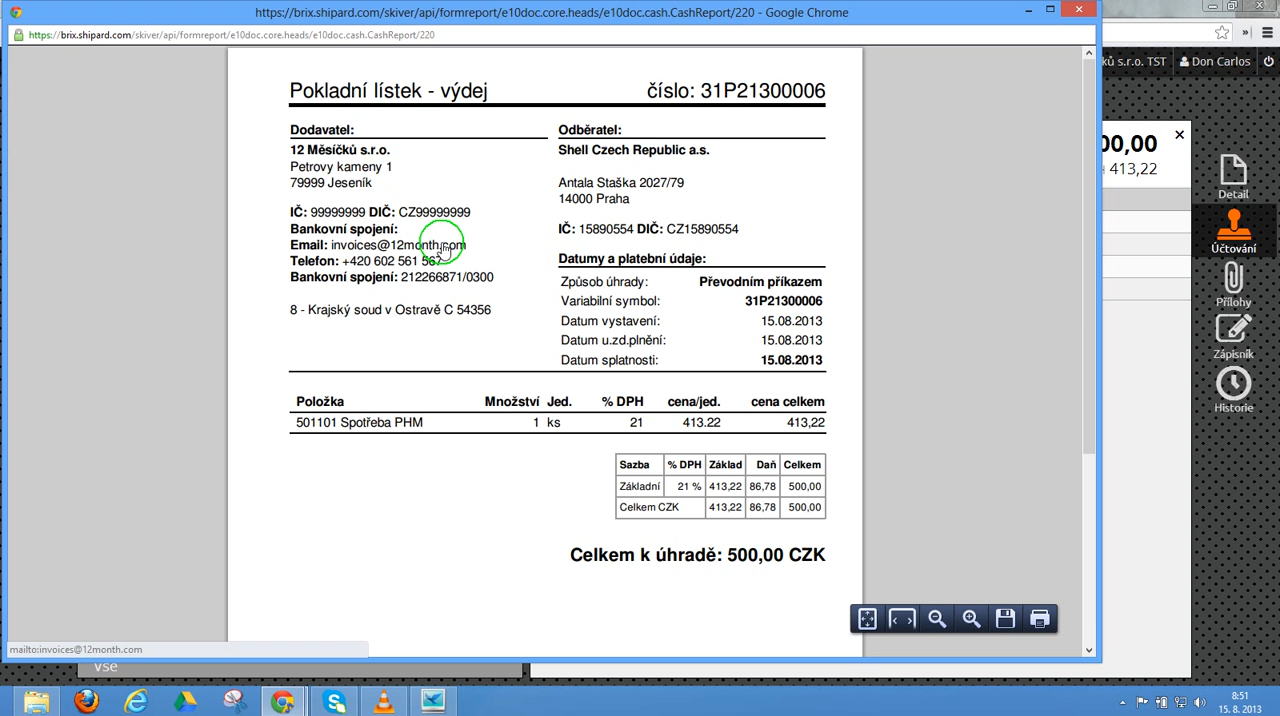 https://brix.shipard.com/skiver/api/formreport/e10doc.core.heads/e10doc.cash.CashReport/220 - Google Chrome
https://brix.shipard.com/skiver/api/formreport/e10doc.core.heads/e10doc.cash.CashReport/220
Pokladní lístek - výdej číslo: 31P21300006
Dodavatel:
12 Měsíčků s.r.o.
Petrovy kameny 1
79999 Jeseník
IČ: 99999999 DIČ: CZ99999999
Bankovní spojení:
Email: invoices@12month.com
Telefon: +420 602 561 567
Bankovní spojení: 212266871/0300
8 - Krajský soud v Ostravě C 54356
Odběratel:
Shell Czech Republic a.s.
Antala Staška 2027/79
14000 Praha
IČ: 15890554 DIČ: CZ15890554
Datumy a platební údaje:
Způsob úhrady: Převodním příkazem
Variabilní symbol: 31P21300006
Datum vystavení: 15.08.2013
Datum u.zd.plnění: 15.08.2013
Datum splatnosti: 15.08.2013
Položka Množství Jed. % DPH cena/jed. cena celkem
501101 Spotřeba PHM 1 ks 21 413.22 413,22
Sazba % DPH Základ Daň Celkem
Základní 21 % 413,22 86,78 500,00
Celkem CZK 413,22 86,78 500,00
Celkem k úhradě: 500,00 CZK
mailto:invoices@12month.com
vše
ků s.r.o. TST Don Carlos
00,00
413,22
Detail
Účtování
Přílohy
Zápisník
Historie
8:51
15. 8. 2013